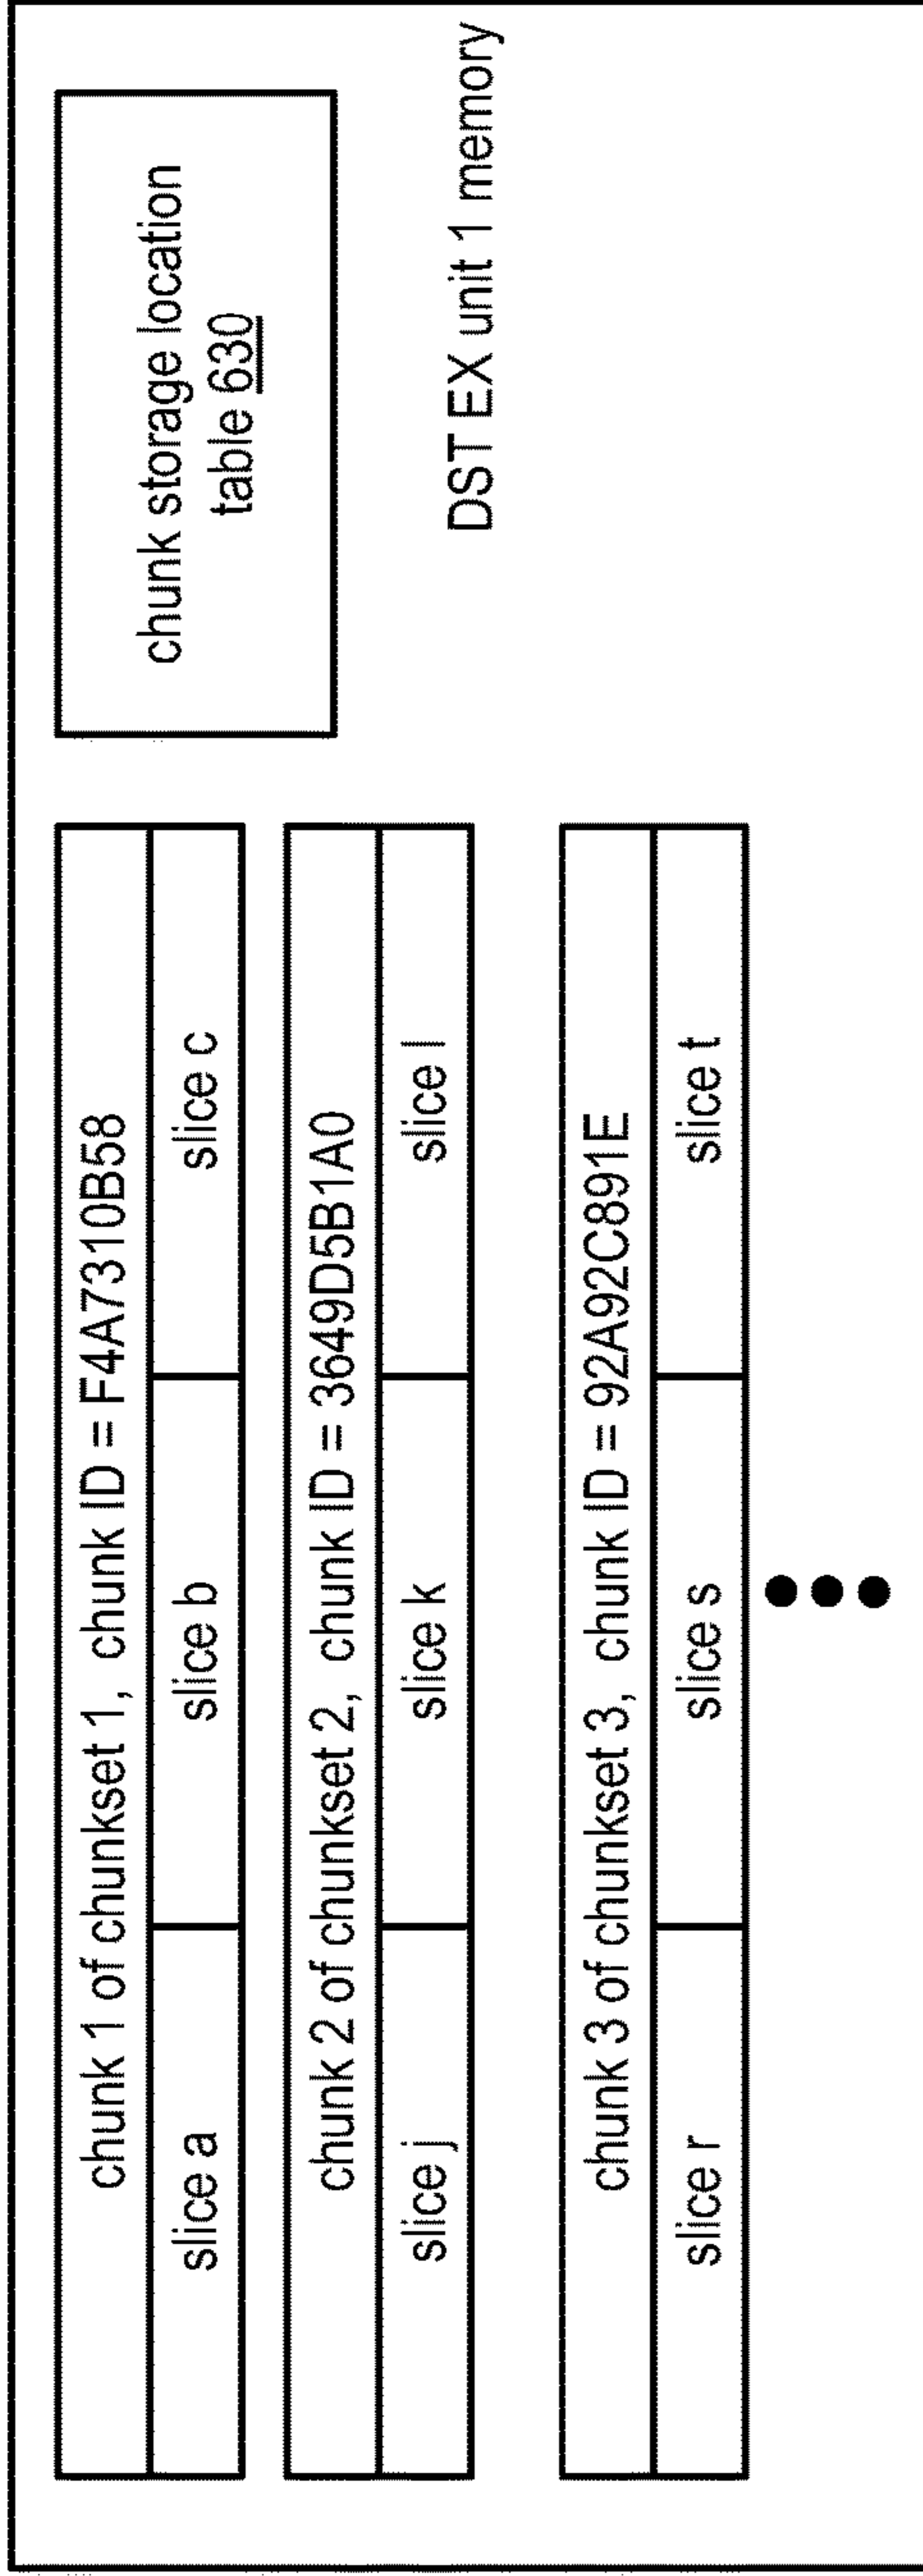 chunk 1 of chunkset 1, chunk ID = F4A7310B58
slice a
slice b
slice c
chunk 2 of chunkset 2, chunk ID = 3649D5B1A0
slice j
slice k
slice l
chunk 3 of chunkset 3, chunk ID = 92A92C891E
slice r
slice s
slice t
chunk storage location
table 630
DST EX unit 1 memory